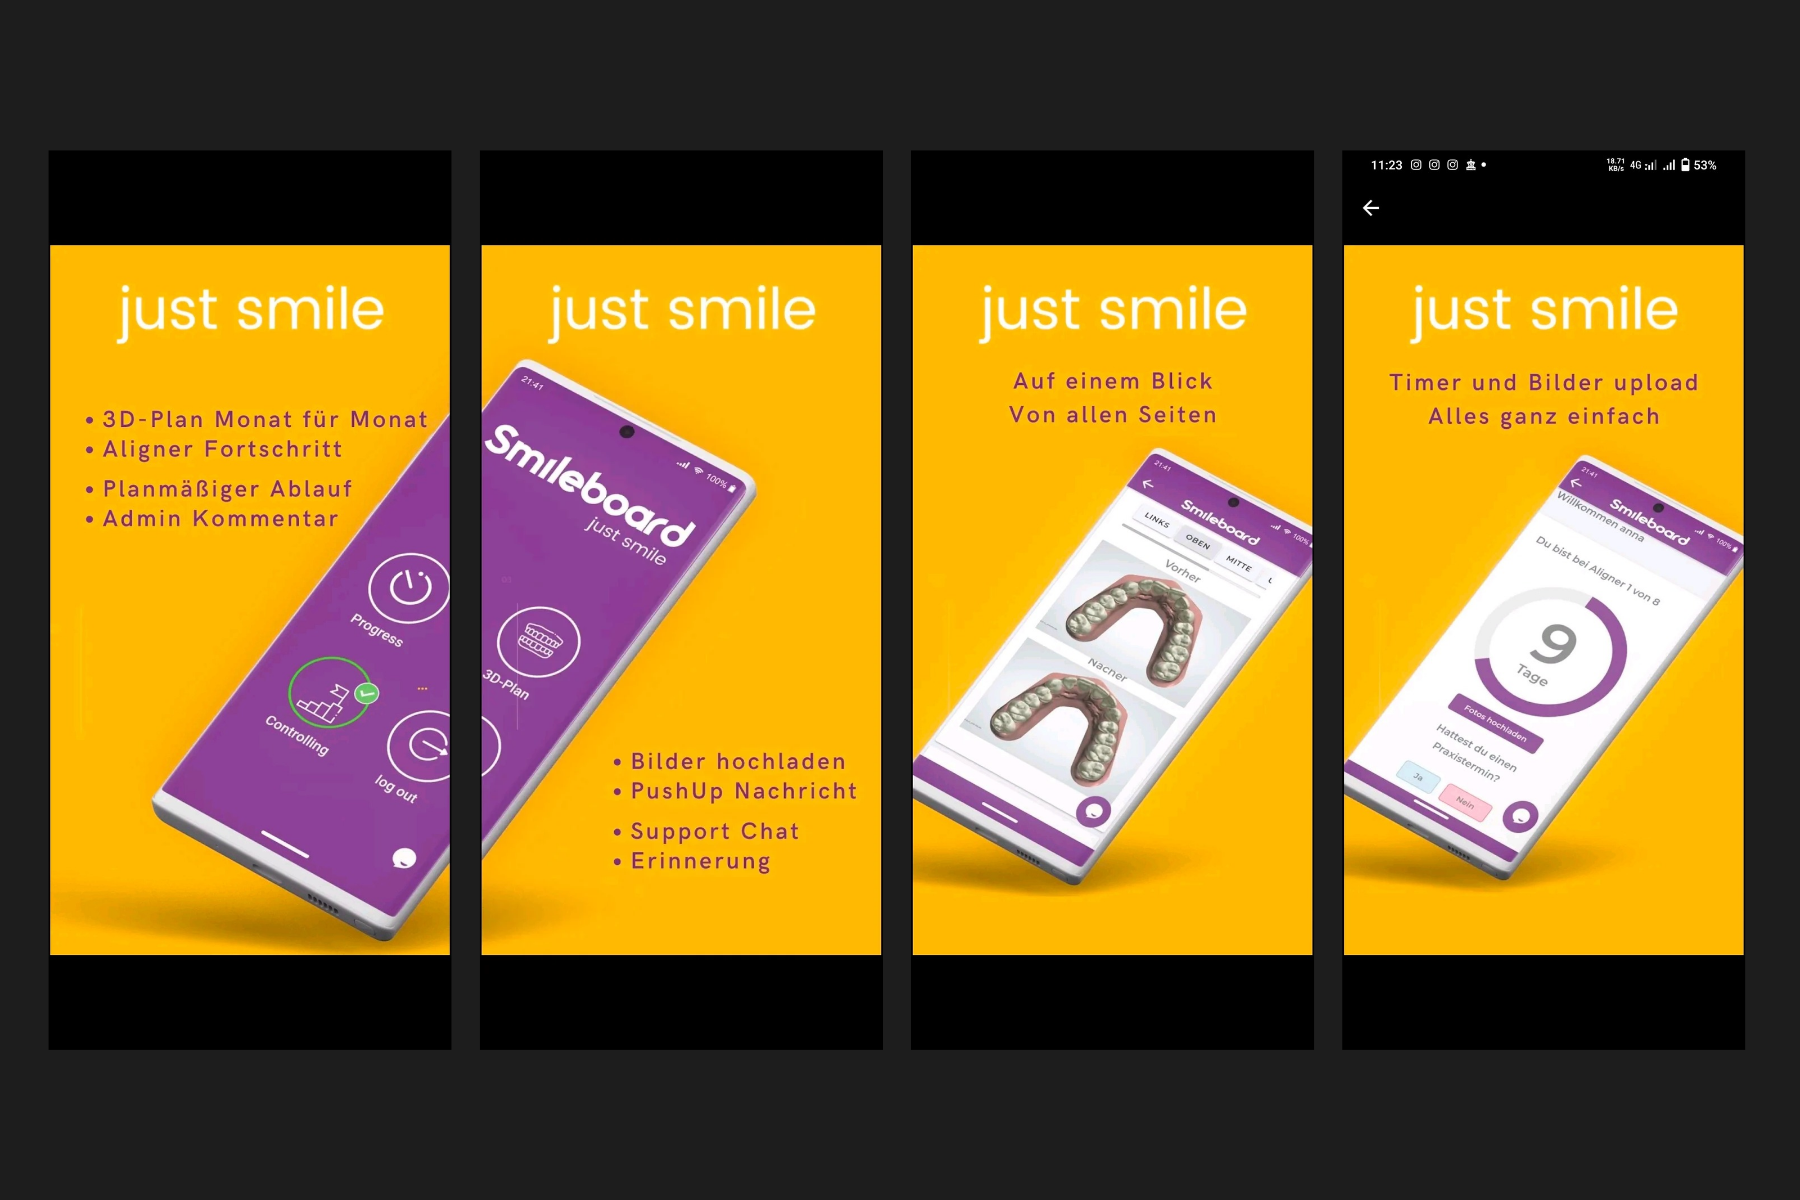 just smile
• 3D-Plan Monat für Monat
• Aligner Fortschritt
• Planmäßiger Ablauf
• Admin Kommentar
Progress
Controlling
log out
just smile
21:41
100%
Smileboard
just smile
3D-Plan
• Bilder hochladen
• PushUp Nachricht
• Support Chat
• Erinnerung
just smile
Auf einem Blick
Von allen Seiten
21:41
100%
Smileboard
LINKS
OBEN
MITTE
Vorher
Nacher
11:23
18.71
KB/s
4G
53%
just smile
Timer und Bilder upload
Alles ganz einfach
21:41
100%
Smileboard
Willkommen anna
Du bist bei Aligner 1 von 8
9
Tage
Fotos hochladen
Hattest du einen
Praxistermin?
Ja
Nein